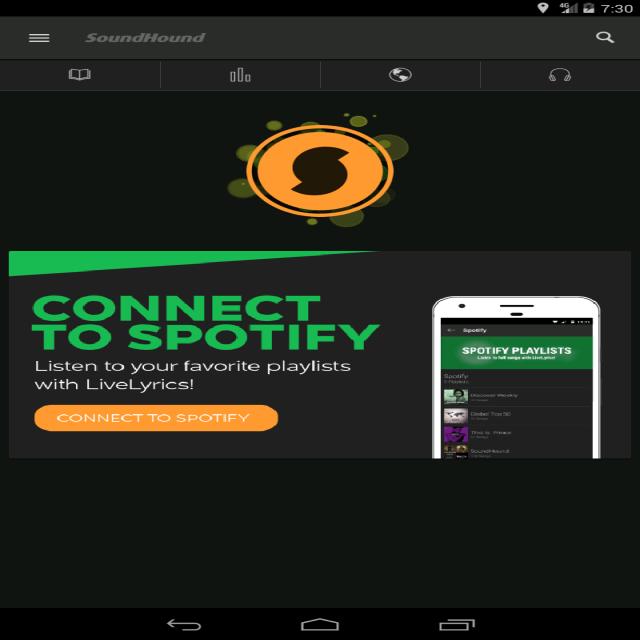 4G 7:30
SoundHound
CONNECT
TO SPOTIFY
Listen to your favorite playlists
with LiveLyrics!
CONNECT TO SPOTIFY
Spotify
SPOTIFY PLAYLISTS
Listen to full songs with LiveLyrics!
Spotify
Discover Weekly
Global Top 50
This Is: Prince
SoundHound